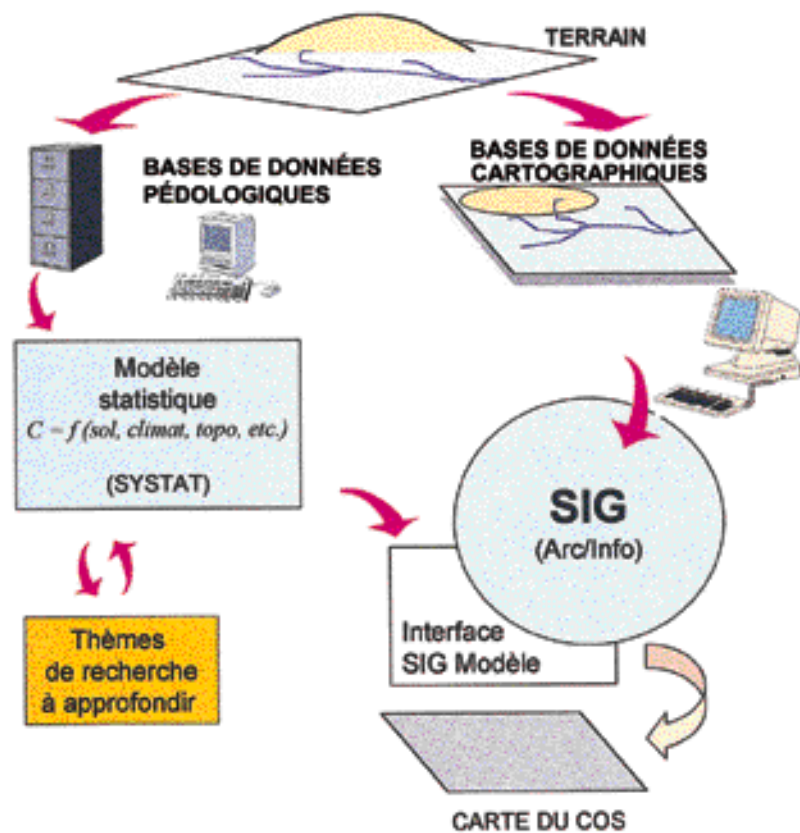 TERRAIN
BASES DE DONNÉES
PÉDOLOGIQUES
BASES DE DONNÉES
CARTOGRAPHIQUES
Modèle
statistique
C = f (sol, climat, topo, etc.)
(SYSTAT)
SIG
(Arc/Info)
Interface
SIG Modèle
Thèmes
de recherche
à approfondir
CARTE DU COS